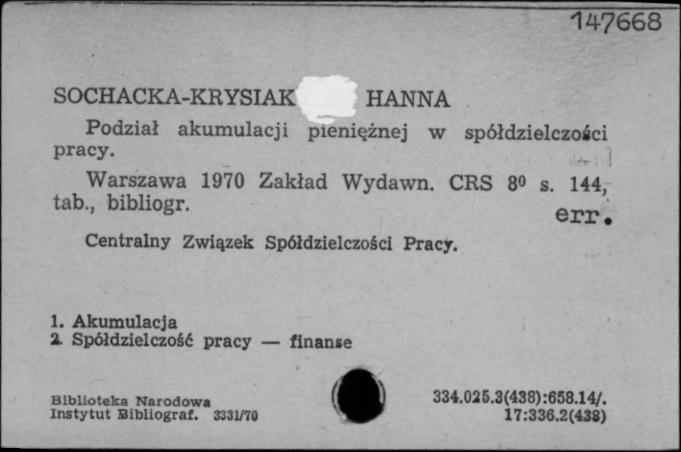 147668
SOCHACKA-KRYSIAK HANNA
Podział akumulacji pieniężnej w spółdzielczości
pracy.
Warszawa 1970 Zakład Wydawn. CRS 8⁰ s. 144,
tab., bibliogr.
err.
Centralny Związek Spółdzielczości Pracy.
1. Akumulacja
2. Spółdzielczość pracy — finanse
Biblioteka Narodowa
Instytut Bibliograf. 3331/70
334.025.3(438):658.14/.
17:336.2(438)